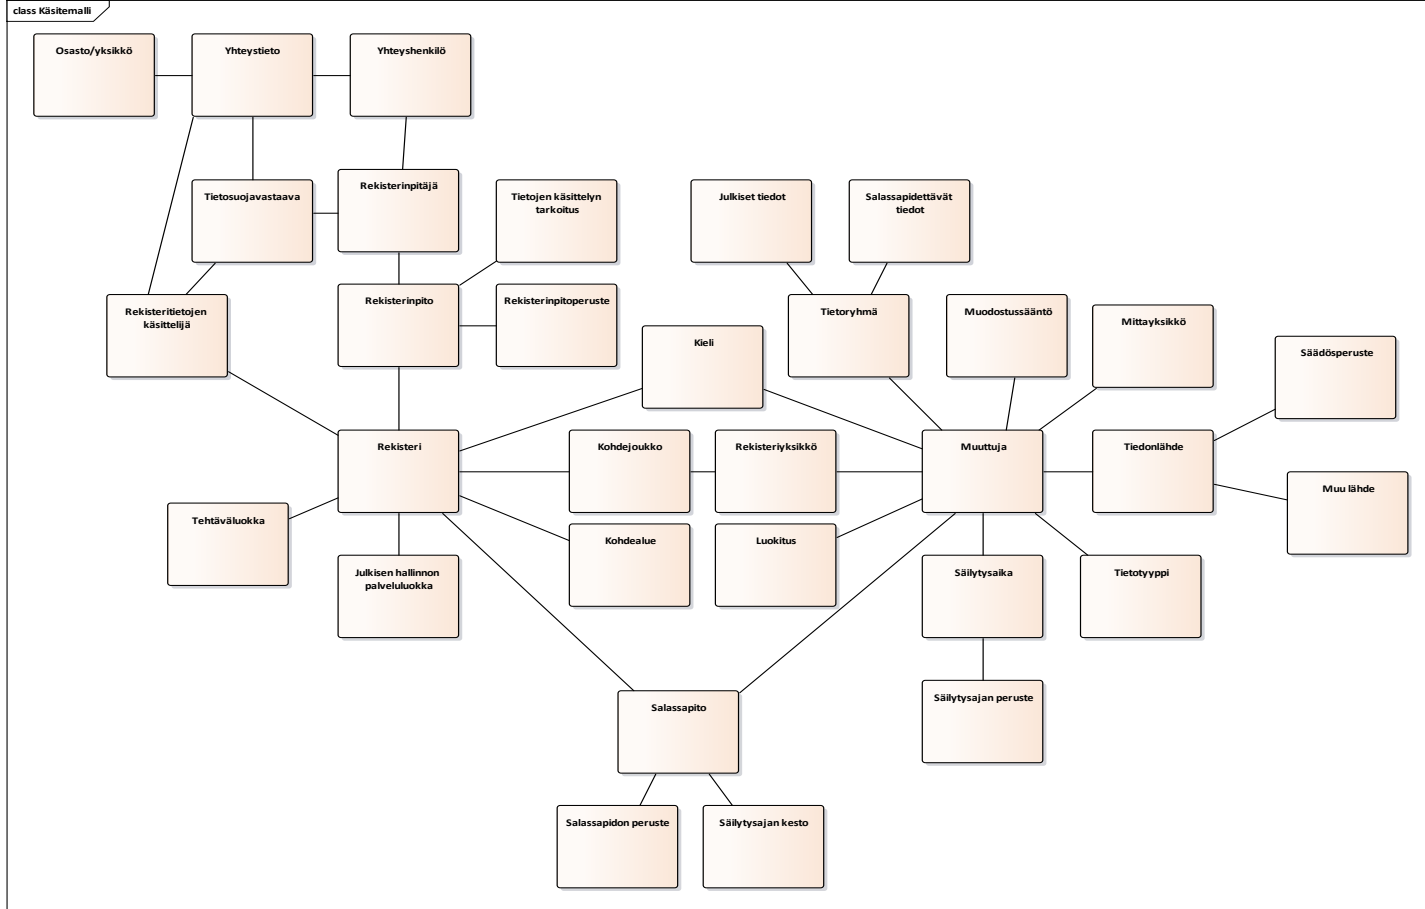 class Käsitemalli
Osasto/yksikkö
Yhteystieto
Yhteyshenkilö
Tietosuojavastaava
Rekisterinpitäjä
Tietojen käsittelyn
tarkoitus
Julkiset tiedot
Salassapidettävät
tiedot
Rekisteritietojen
käsittelijä
Rekisterinpito
Rekisterinpitoperuste
Kieli
Tietoryhmä
Muodostussääntö
Mittayksikkö
Säädösperuste
Rekisteri
Kohdejoukko
Rekisteriyksikkö
Muuttuja
Tiedonlähde
Muu lähde
Tehtäväluokka
Julkisen hallinnon
palveluluokka
Kohdealue
Luokitus
Säilytysaika
Tietotyyppi
Salassapito
Säilytysajan peruste
Salassapidon peruste
Säilytysajan kesto